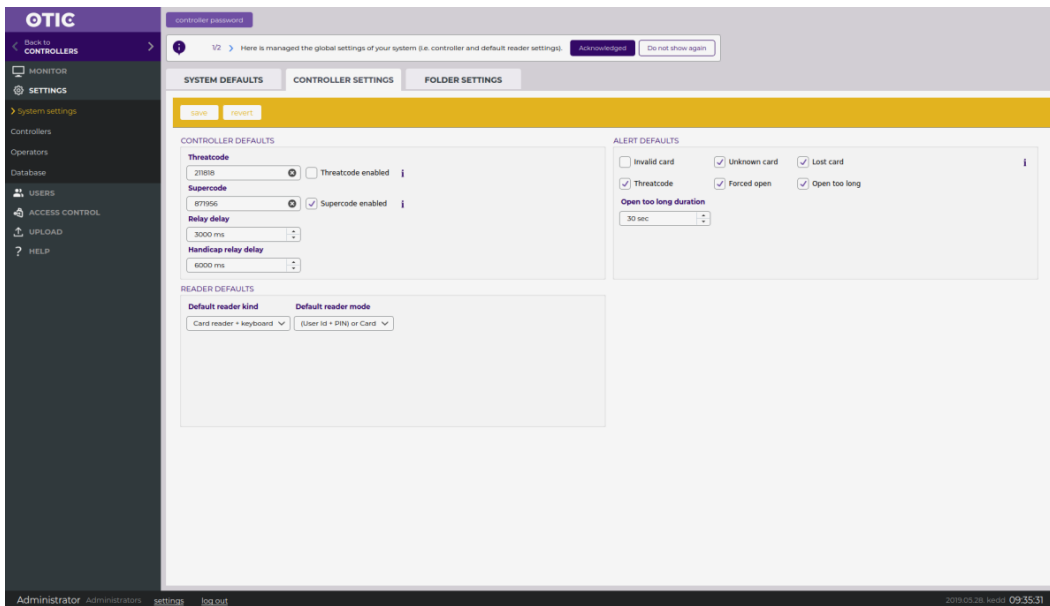 OTIC
controller password
Back to
CONTROLLERS
1/2 Here is managed the global settings of your system (i.e. controller and default reader settings). Acknowledged Do not show again
MONITOR
SETTINGS
System settings
Controllers
Operators
Database
USERS
ACCESS CONTROL
UPLOAD
? HELP
SYSTEM DEFAULTS CONTROLLER SETTINGS FOLDER SETTINGS
save revert
CONTROLLER DEFAULTS
Threatcode
211818 Threatcode enabled i
Supercode
871956 Supercode enabled i
Relay delay
3000 ms
Handicap relay delay
6000 ms
ALERT DEFAULTS
Invalid card Unknown card Lost card i
Threatcode Forced open Open too long
Open too long duration
30 sec
READER DEFAULTS
Default reader kind Default reader mode
Card reader + keyboard (User Id + PIN) or Card
Administrator Administrators settings log out 2019.05.28. kedd 09:35:31